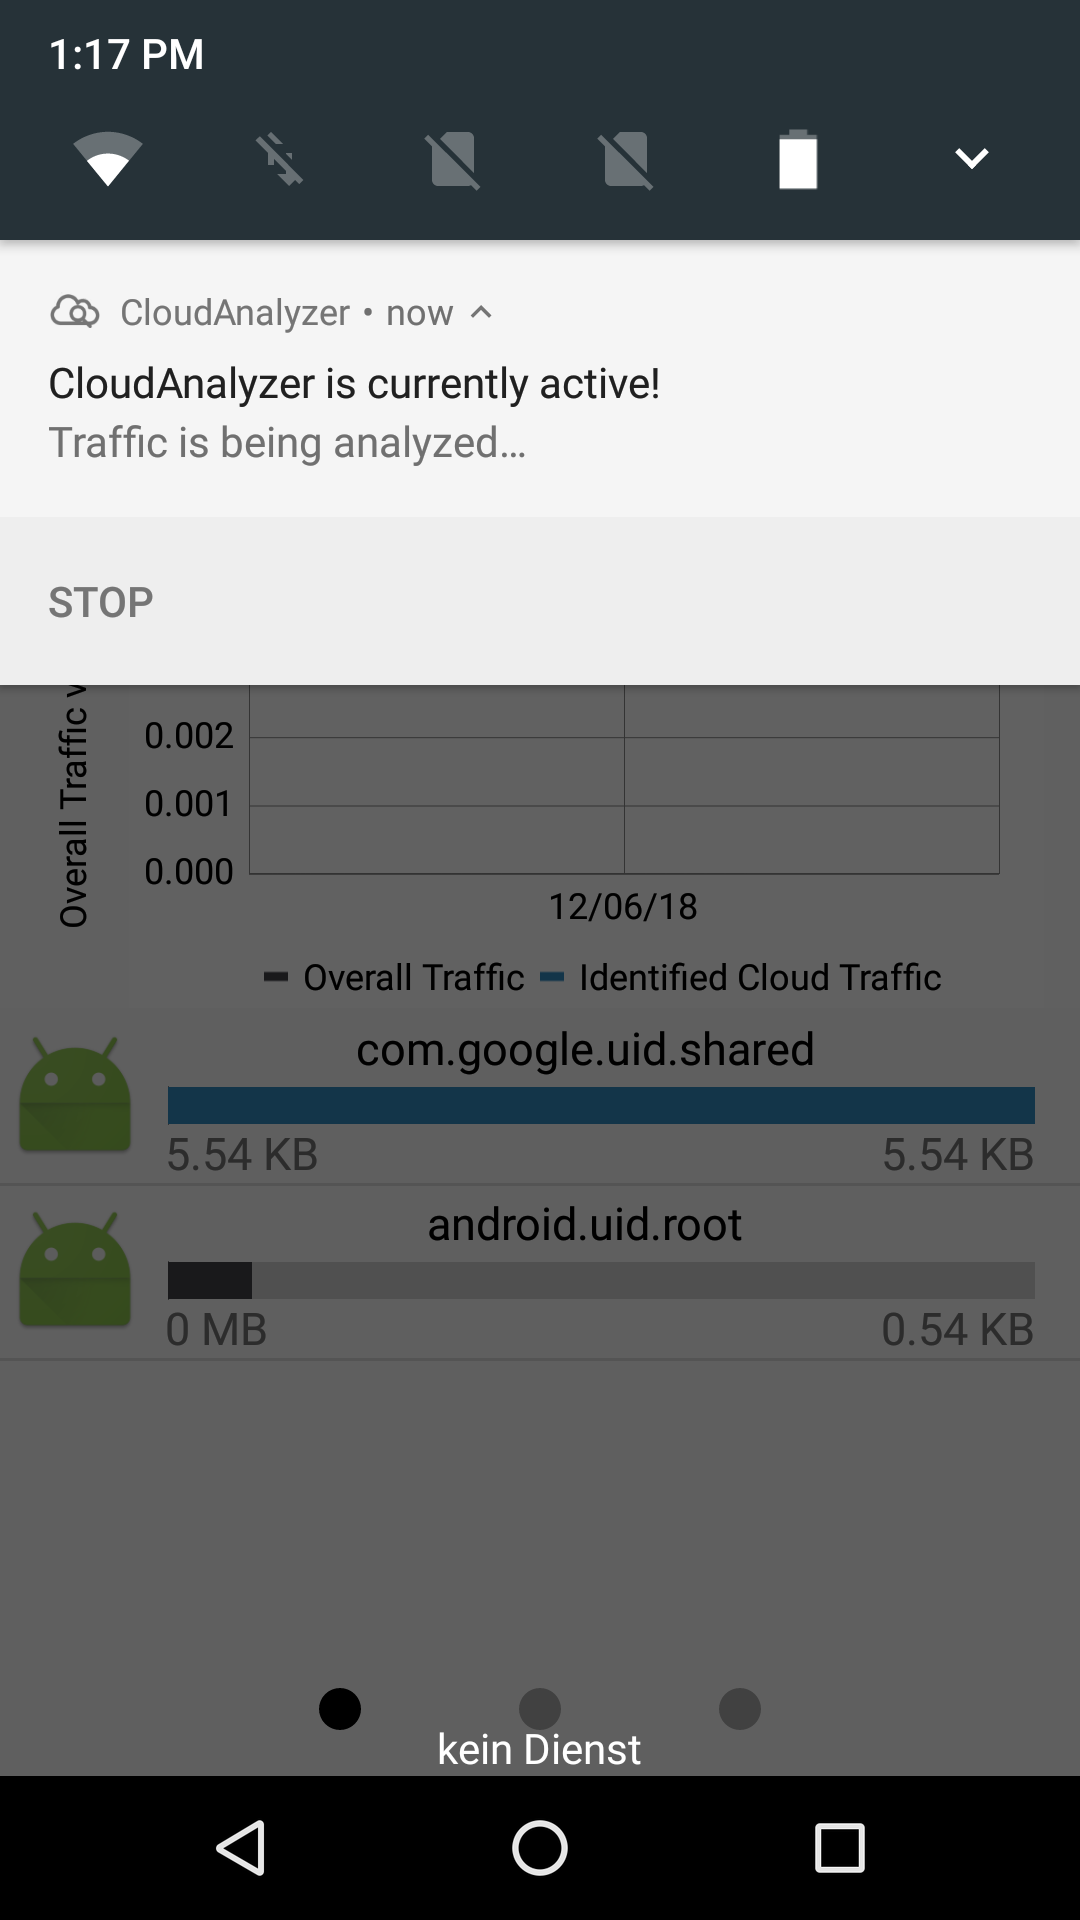 1:17 PM
CloudAnalyzer • now
CloudAnalyzer is currently active!
Traffic is being analyzed…
STOP
Overall Traffic
0.002
0.001
0.000
12/06/18
Overall Traffic Identified Cloud Traffic
com.google.uid.shared
5.54 KB 5.54 KB
android.uid.root
0 MB 0.54 KB
kein Dienst